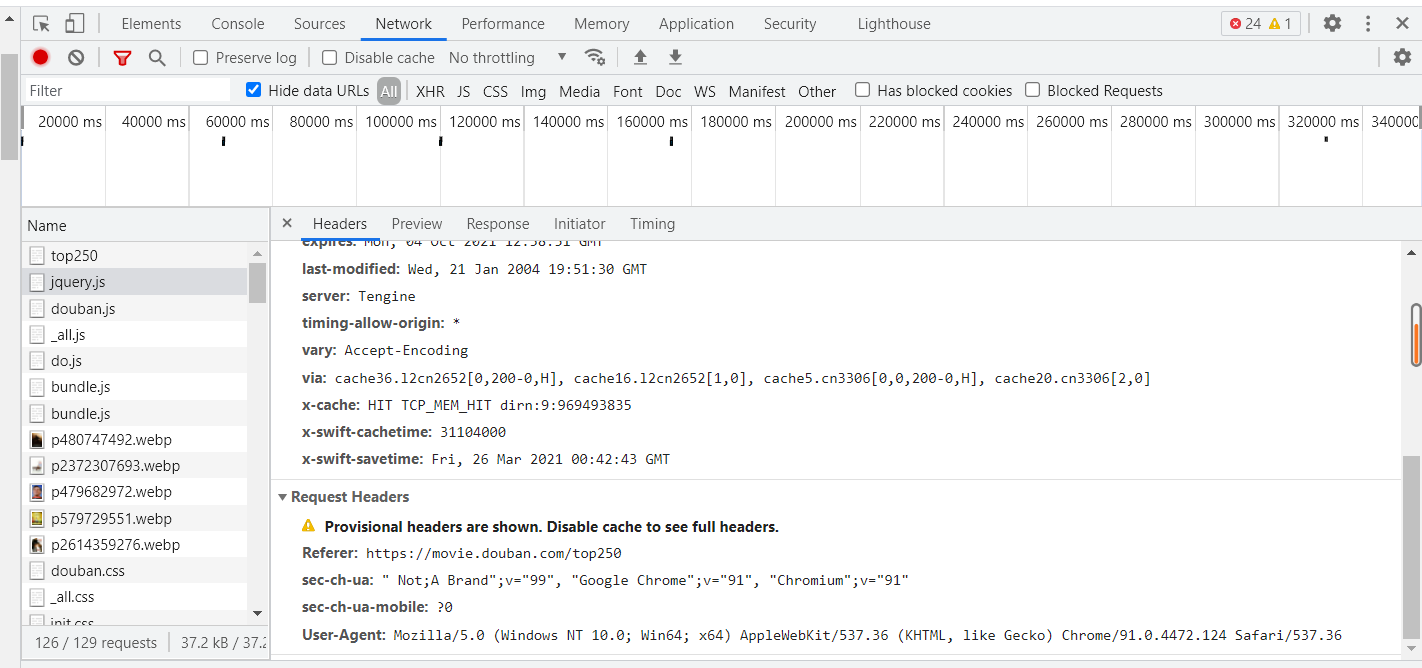 Elements Console Sources Network Performance Memory Application Security Lighthouse 24 1
Preserve log Disable cache No throttling
Filter Hide data URLs All XHR JS CSS Img Media Font Doc WS Manifest Other Has blocked cookies Blocked Requests
20000 ms 40000 ms 60000 ms 80000 ms 100000 ms 120000 ms 140000 ms 160000 ms 180000 ms 200000 ms 220000 ms 240000 ms 260000 ms 280000 ms 300000 ms 320000 ms 340000
Name
top250
jquery.js
douban.js
_all.js
do.js
bundle.js
bundle.js
p480747492.webp
p2372307693.webp
p479682972.webp
p579729551.webp
p2614359276.webp
douban.css
_all.css
init.css
126 / 129 requests 37.2 kB / 37.2
Headers Preview Response Initiator Timing
expires: Mon, 04 Oct 2021 12:58:51 GMT
last-modified: Wed, 21 Jan 2004 19:51:30 GMT
server: Tengine
timing-allow-origin: *
vary: Accept-Encoding
via: cache36.l2cn2652[0,200-0,H], cache16.l2cn2652[1,0], cache5.cn3306[0,0,200-0,H], cache20.cn3306[2,0]
x-cache: HIT TCP_MEM_HIT dirn:9:969493835
x-swift-cachetime: 31104000
x-swift-savetime: Fri, 26 Mar 2021 00:42:43 GMT
Request Headers
Provisional headers are shown. Disable cache to see full headers.
Referer: https://movie.douban.com/top250
sec-ch-ua: " Not;A Brand";v="99", "Google Chrome";v="91", "Chromium";v="91"
sec-ch-ua-mobile: ?0
User-Agent: Mozilla/5.0 (Windows NT 10.0; Win64; x64) AppleWebKit/537.36 (KHTML, like Gecko) Chrome/91.0.4472.124 Safari/537.36